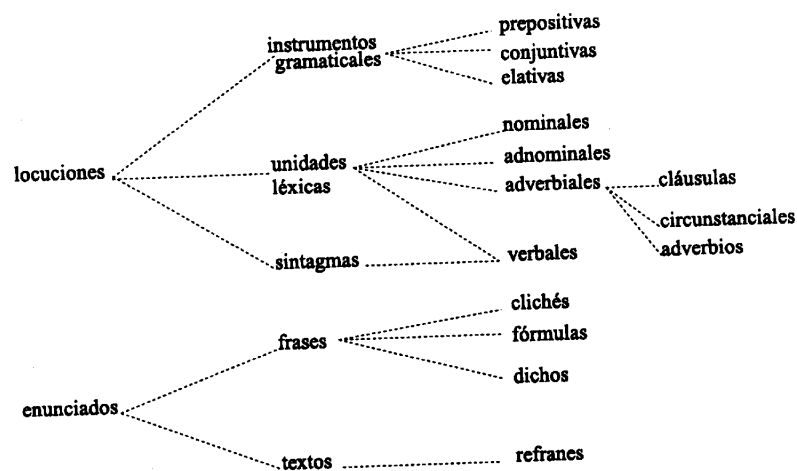 prepositivas
instrumentos
gramaticales
conjuntivas
elativas
nominales
locuciones
unidades
léxicas
adnominales
adverbiales
cláusulas
circunstanciales
adverbios
sintagmas
verbales
clichés
frases
fórmulas
dichos
enunciados
textos
refranes